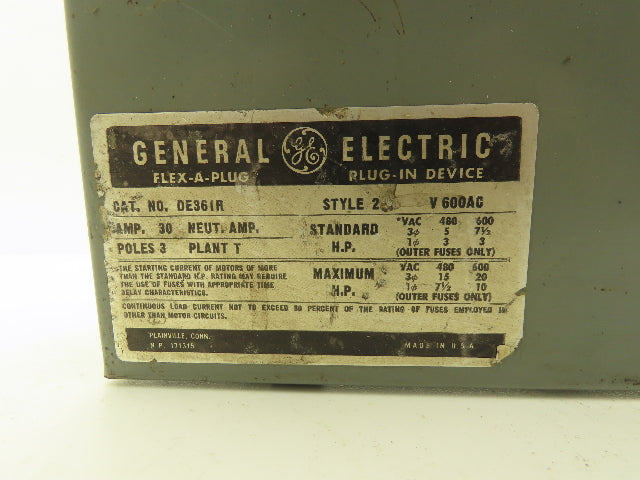 GENERAL GE ELECTRIC
FLEX-A-PLUG PLUG-IN DEVICE
CAT. NO. DE361R STYLE 2 V 600AC
AMP. 30 NEUT. AMP. STANDARD *VAC 480 600
3φ 5 7½
POLES 3 PLANT T H.P. 1φ 3 3
(OUTER FUSES ONLY)
THE STARTING CURRENT OF MOTORS OF MORE
THAN THE STANDARD H.P. RATING MAY REQUIRE
THE USE OF FUSES WITH APPROPRIATE TIME
DELAY CHARACTERISTICS.
MAXIMUM *VAC 480 600
3φ 15 20
H.P. 1φ 7½ 10
(OUTER FUSES ONLY)
CONTINUOUS LOAD CURRENT NOT TO EXCEED 80 PERCENT OF THE RATING OF FUSES EMPLOYED IN
OTHER THAN MOTOR CIRCUITS.
PLAINVILLE, CONN.
N.P. 171315 MADE IN U.S.A